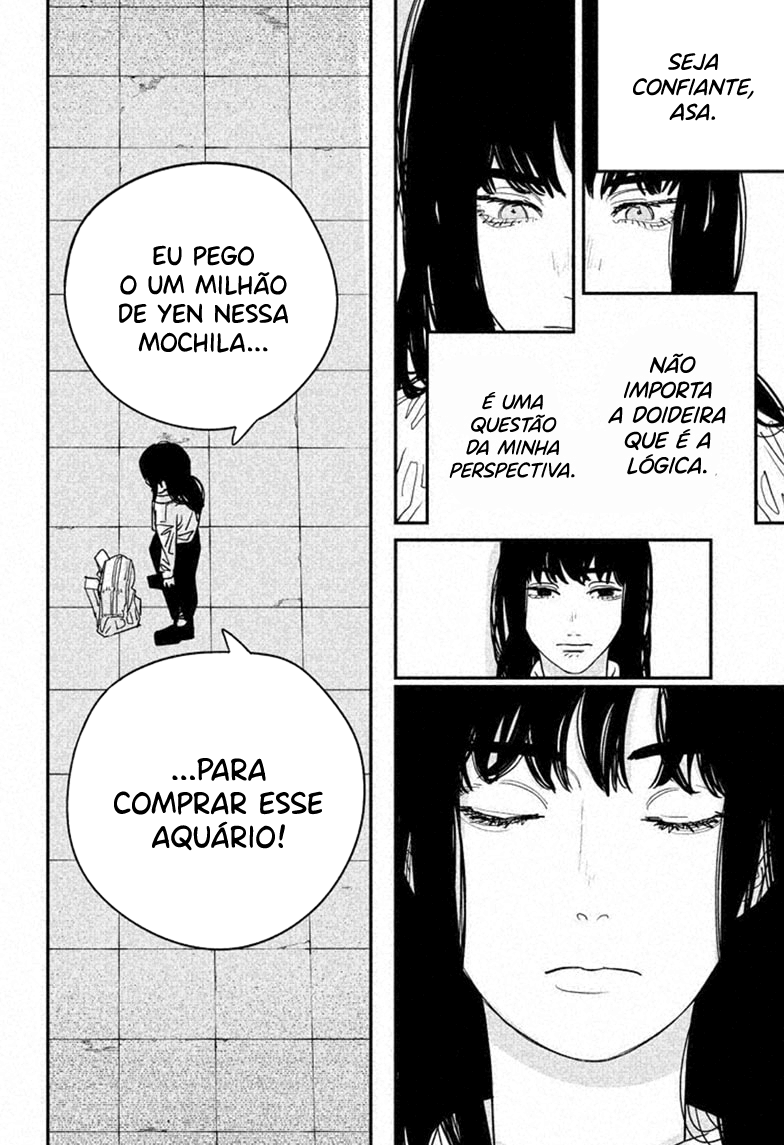 SEJA
CONFIANTE,
ASA.
NÃO
IMPORTA
A DOIDEIRA
QUE É A
LÓGICA.
É UMA
QUESTÃO
DA MINHA
PERSPECTIVA.
EU PEGO
O UM MILHÃO
DE YEN NESSA
MOCHILA...
...PARA
COMPRAR ESSE
AQUÁRIO!